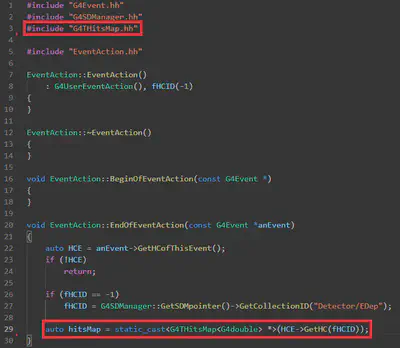 1 #include "G4Event.hh"
2 #include "G4SDManager.hh"
3 #include "G4THitsMap.hh"
4
5 #include "EventAction.hh"
6
7 EventAction::EventAction()
8 : G4UserEventAction(), fHCID(-1)
9 {
10 }
11
12 EventAction::~EventAction()
13 {
14 }
15
16 void EventAction::BeginOfEventAction(const G4Event *)
17 {
18 }
19
20 void EventAction::EndOfEventAction(const G4Event *anEvent)
21 {
22 auto HCE = anEvent->GetHCofThisEvent();
23 if (!HCE)
24 return;
25
26 if (fHCID == -1)
27 fHCID = G4SDManager::GetSDMpointer()->GetCollectionID("Detector/EDep");
28
29 auto hitsMap = static_cast<G4THitsMap<G4double> *>(HCE->GetHC(fHCID));
30 }